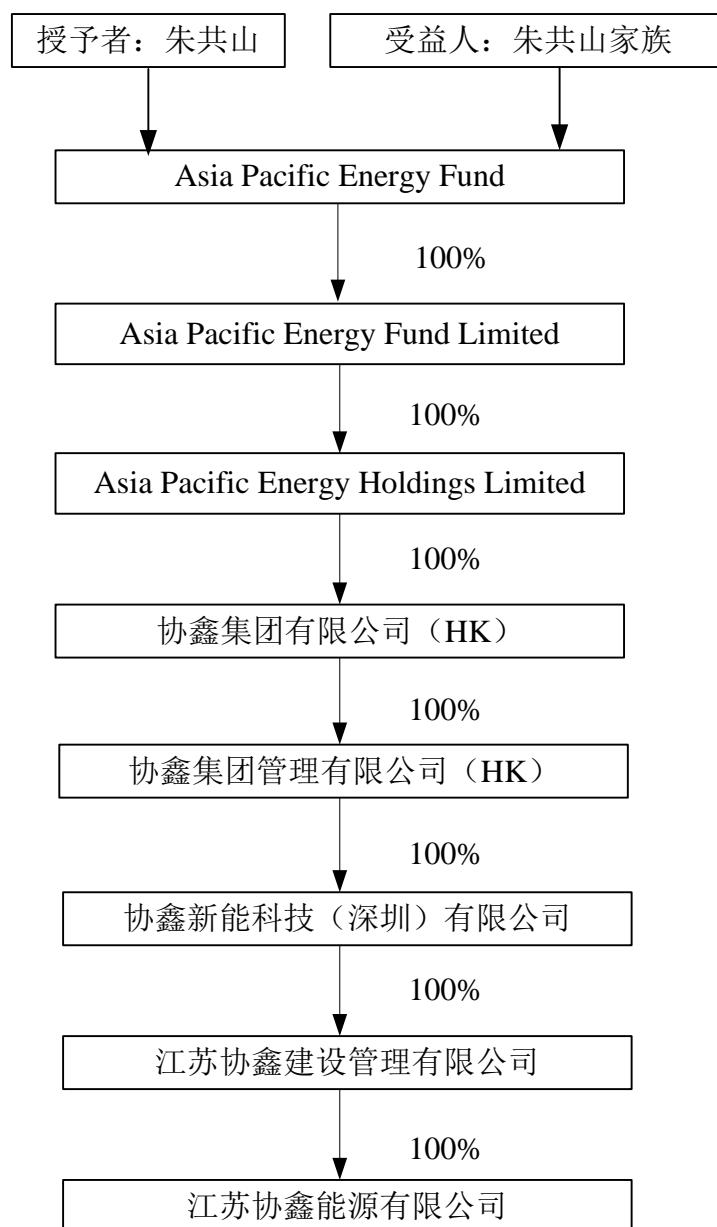 授予者：朱共山
受益人：朱共山家族
Asia Pacific Energy Fund
100%
Asia Pacific Energy Fund Limited
100%
Asia Pacific Energy Holdings Limited
100%
协鑫集团有限公司（HK）
100%
协鑫集团管理有限公司（HK）
100%
协鑫新能科技（深圳）有限公司
100%
江苏协鑫建设管理有限公司
100%
江苏协鑫能源有限公司